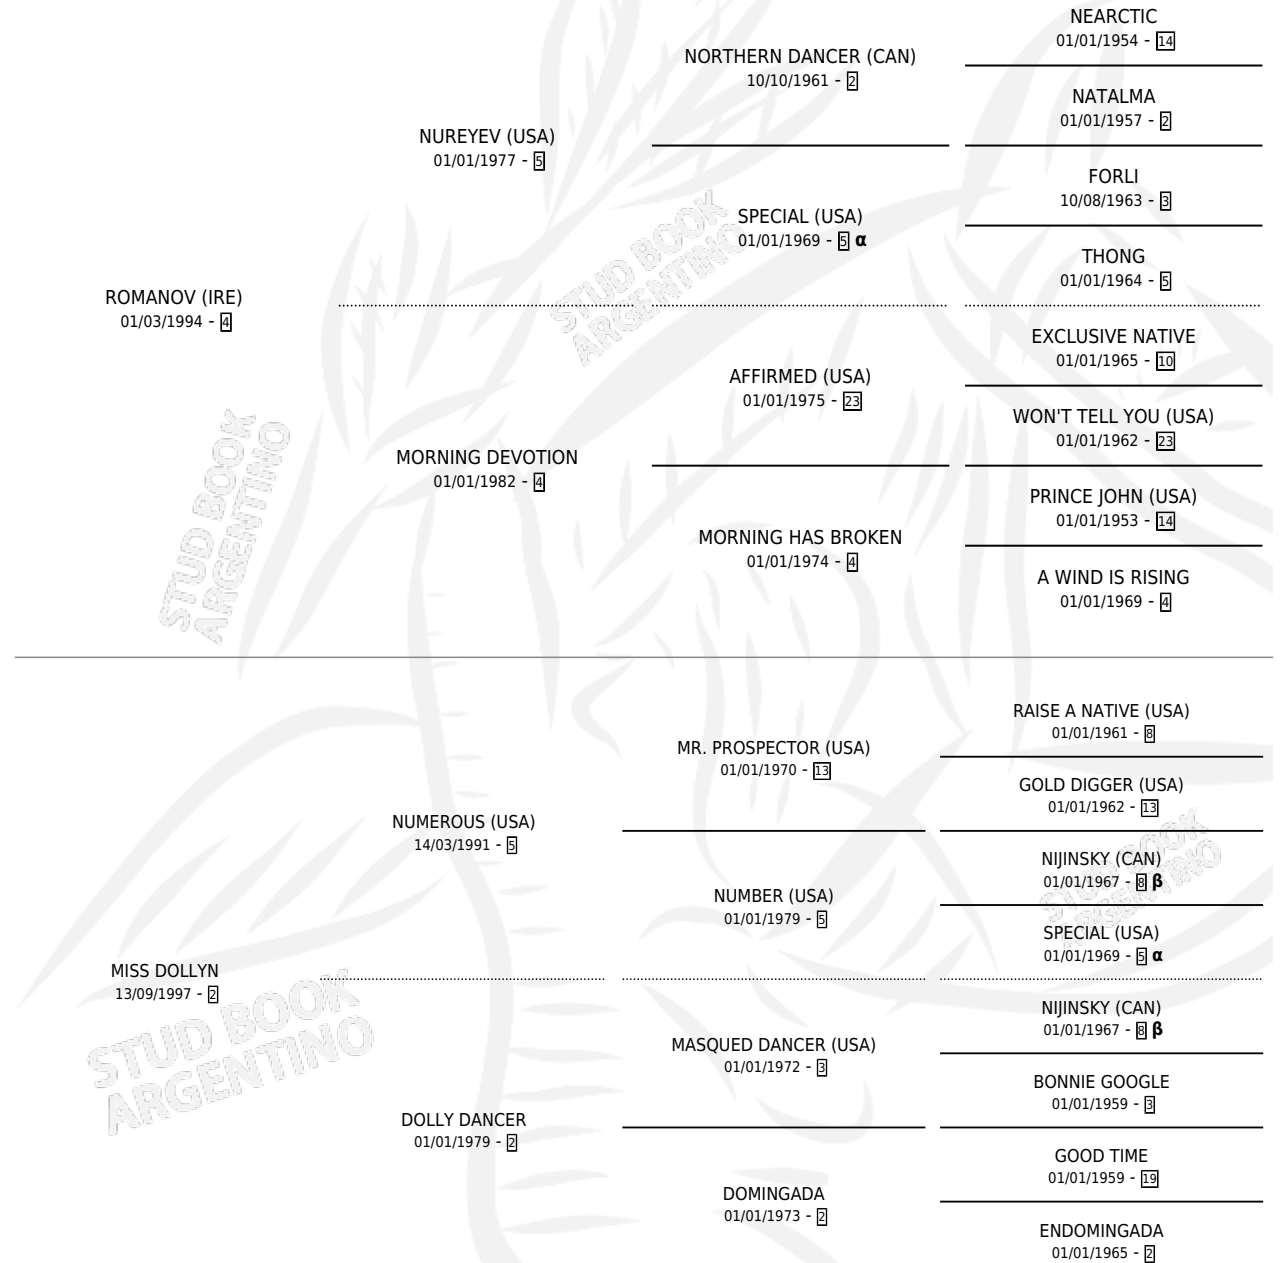 NEARCTIC
01/01/1954 - 14
NORTHERN DANCER (CAN)
10/10/1961 - 2
NATALMA
01/01/1957 - 2
NUREYEV (USA)
01/01/1977 - 5
FORLI
10/08/1963 - 3
SPECIAL (USA)
01/01/1969 - 5 α
THONG
01/01/1964 - 5
ROMANOV (IRE)
01/03/1994 - 4
EXCLUSIVE NATIVE
01/01/1965 - 10
AFFIRMED (USA)
01/01/1975 - 23
WON'T TELL YOU (USA)
01/01/1962 - 23
MORNING DEVOTION
01/01/1982 - 4
PRINCE JOHN (USA)
01/01/1953 - 14
MORNING HAS BROKEN
01/01/1974 - 4
A WIND IS RISING
01/01/1969 - 4
RAISE A NATIVE (USA)
01/01/1961 - 8
MR. PROSPECTOR (USA)
01/01/1970 - 13
GOLD DIGGER (USA)
01/01/1962 - 13
NUMEROUS (USA)
14/03/1991 - 5
NIJINSKY (CAN)
01/01/1967 - 8 β
NUMBER (USA)
01/01/1979 - 5
SPECIAL (USA)
01/01/1969 - 5 α
MISS DOLLYN
13/09/1997 - 2
NIJINSKY (CAN)
01/01/1967 - 8 β
MASQUED DANCER (USA)
01/01/1972 - 3
BONNIE GOOGLE
01/01/1959 - 3
DOLLY DANCER
01/01/1979 - 2
GOOD TIME
01/01/1959 - 19
DOMINGADA
01/01/1973 - 2
ENDOMINGADA
01/01/1965 - 2
STUD BOOK
ARGENTINO
STUD BOOK
ARGENTINO
STUD BOOK
ARGENTINO
STUD BOOK
ARGENTINO